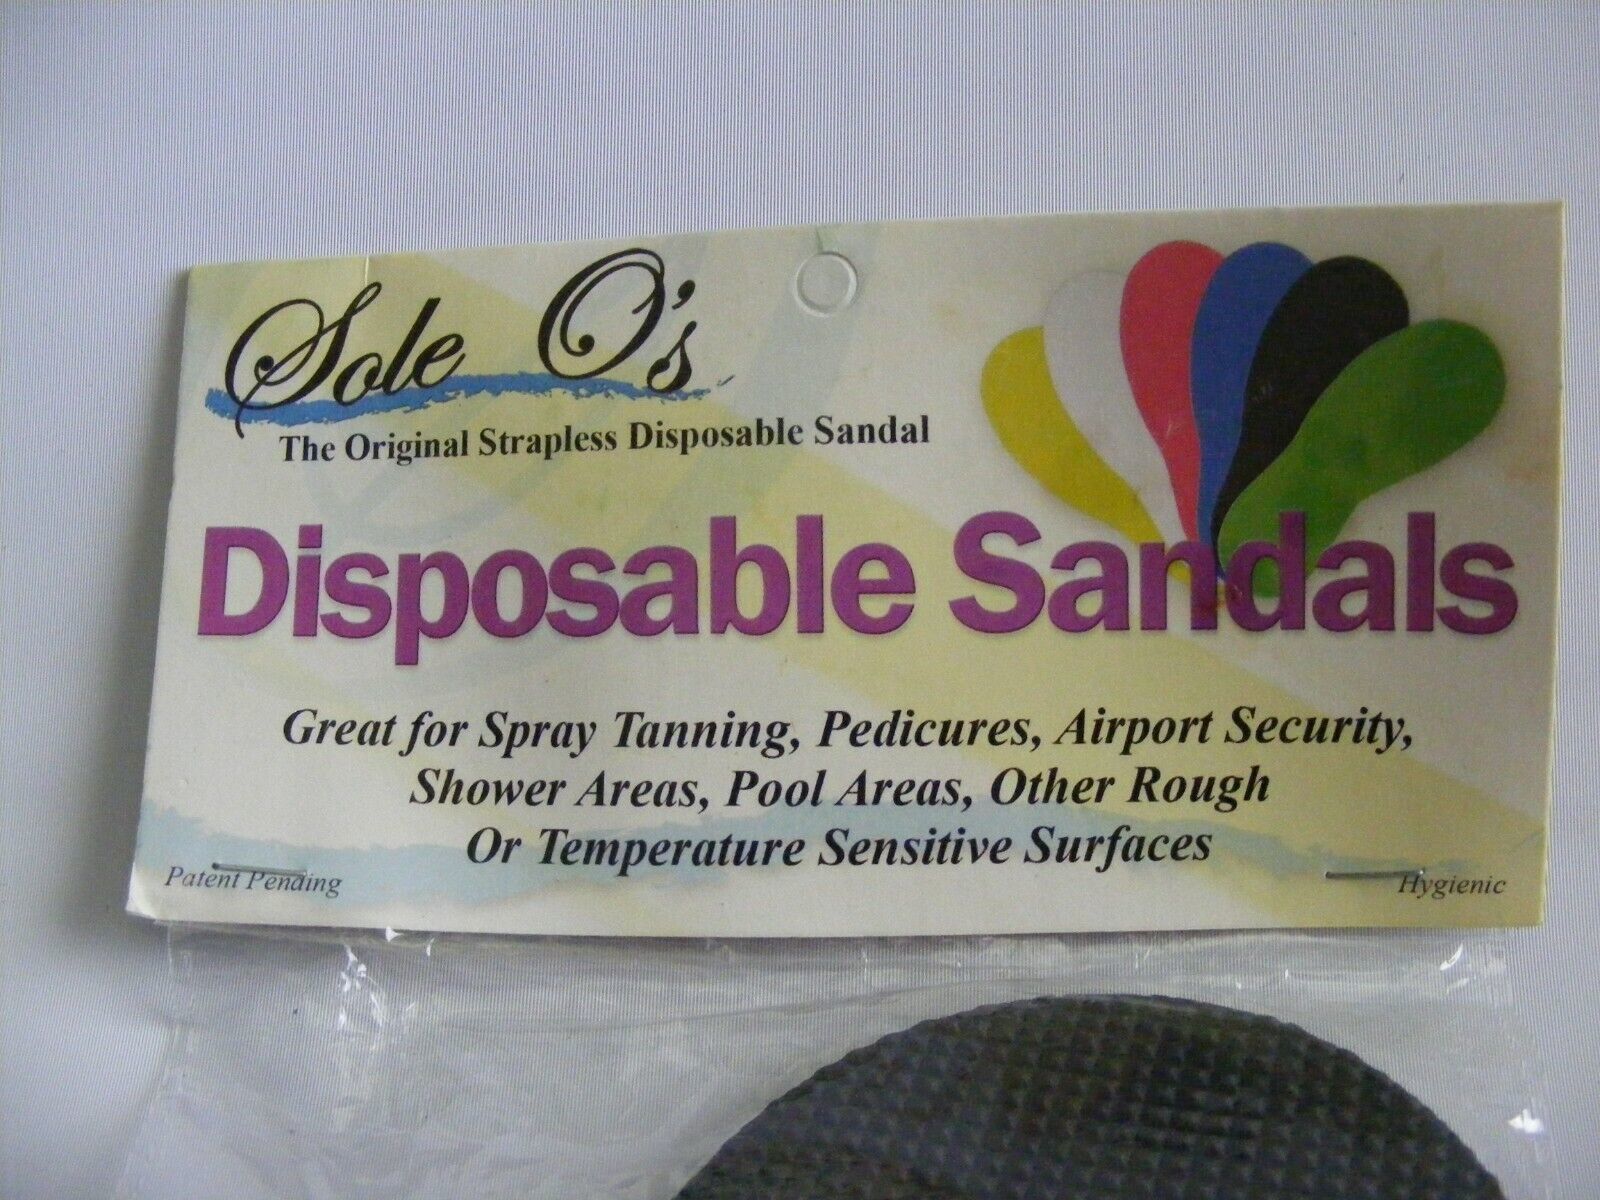 Sole O's
The Original Strapless Disposable Sandal
Disposable Sandals
Great for Spray Tanning, Pedicures, Airport Security,
Shower Areas, Pool Areas, Other Rough
Or Temperature Sensitive Surfaces
Patent Pending
Hygienic